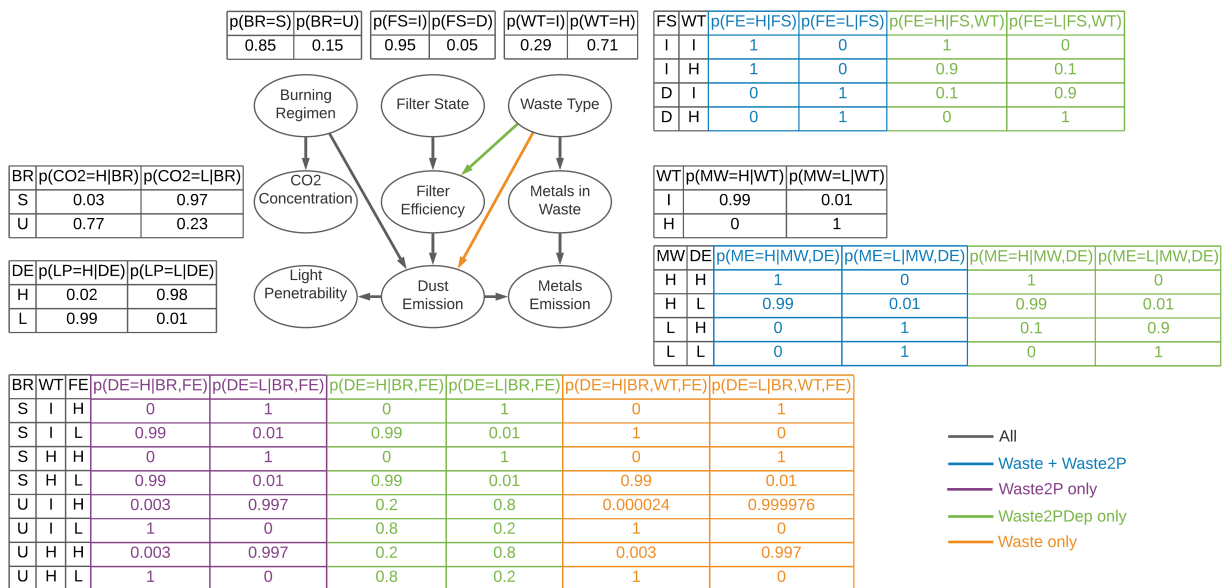 p(BR=S) p(BR=U)
0.85 0.15
p(FS=I) p(FS=D)
0.95 0.05
p(WT=I) p(WT=H)
0.29 0.71
FS WT p(FE=H|FS) p(FE=L|FS) p(FE=H|FS,WT) p(FE=L|FS,WT)
I I 1 0 1 0
I H 1 0 0.9 0.1
D I 0 1 0.1 0.9
D H 0 1 0 1
Burning
Regimen
Filter State
Waste Type
BR p(CO2=H|BR) p(CO2=L|BR)
S 0.03 0.97
U 0.77 0.23
CO2
Concentration
Filter
Efficiency
Metals in
Waste
WT p(MW=H|WT) p(MW=L|WT)
I 0.99 0.01
H 0 1
DE p(LP=H|DE) p(LP=L|DE)
H 0.02 0.98
L 0.99 0.01
Light
Penetrability
Dust
Emission
Metals
Emission
MW DE p(ME=H|MW,DE) p(ME=L|MW,DE) p(ME=H|MW,DE) p(ME=L|MW,DE)
H H 1 0 1 0
H L 0.99 0.01 0.99 0.01
L H 0 1 0.1 0.9
L L 0 1 0 1
BR WT FE p(DE=H|BR,FE) p(DE=L|BR,FE) p(DE=H|BR,FE) p(DE=L|BR,FE) p(DE=H|BR,WT,FE) p(DE=L|BR,WT,FE)
S I H 0 1 0 1 0 1
S I L 0.99 0.01 0.99 0.01 1 0
S H H 0 1 0 1 0 1
S H L 0.99 0.01 0.99 0.01 0.99 0.01
U I H 0.003 0.997 0.2 0.8 0.000024 0.999976
U I L 1 0 0.8 0.2 1 0
U H H 0.003 0.997 0.2 0.8 0.003 0.997
U H L 1 0 0.8 0.2 1 0
All
Waste + Waste2P
Waste2P only
Waste2PDep only
Waste only